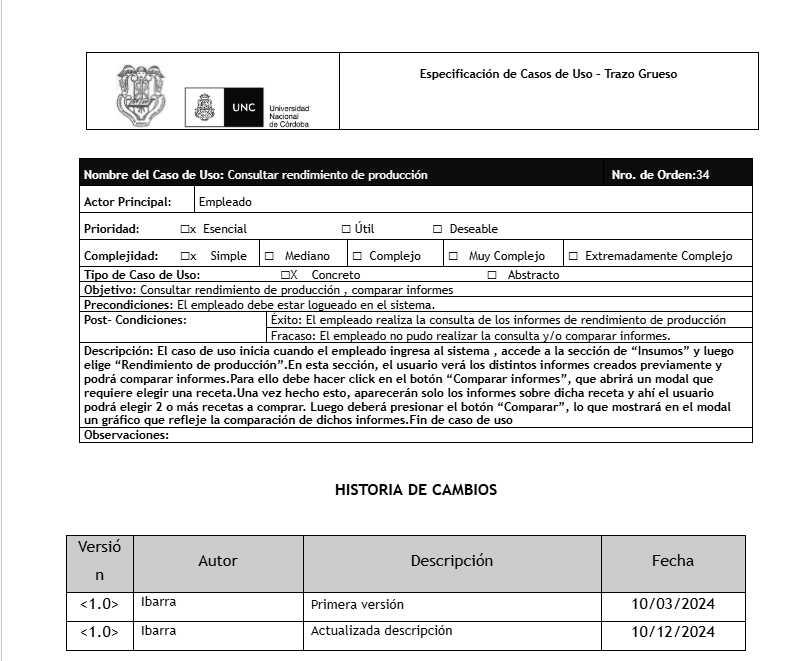 Especificación de Casos de Uso - Trazo Grueso
UNC
Universidad
Nacional
de Córdoba
Nombre del Caso de Uso: Consultar rendimiento de producción Nro. de Orden:34
Actor Principal: Empleado
Prioridad: ☐x Esencial ☐ Útil ☐ Deseable
Complejidad: ☐x Simple ☐ Mediano ☐ Complejo ☐ Muy Complejo ☐ Extremadamente Complejo
Tipo de Caso de Uso: ☐X Concreto ☐ Abstracto
Objetivo: Consultar rendimiento de producción , comparar informes
Precondiciones: El empleado debe estar logueado en el sistema.
Post- Condiciones: Éxito: El empleado realiza la consulta de los informes de rendimiento de producción
Fracaso: El empleado no pudo realizar la consulta y/o comparar informes.
Descripción: El caso de uso inicia cuando el empleado ingresa al sistema , accede a la sección de “Insumos” y luego
elige “Rendimiento de producción”.En esta sección, el usuario verá los distintos informes creados previamente y
podrá comparar informes.Para ello debe hacer click en el botón “Comparar informes”, que abrirá un modal que
requiere elegir una receta.Una vez hecho esto, aparecerán solo los informes sobre dicha receta y ahí el usuario
podrá elegir 2 o más recetas a comprar. Luego deberá presionar el botón “Comparar”, lo que mostrará en el modal
un gráfico que refleje la comparación de dichos informes.Fin de caso de uso
Observaciones:
HISTORIA DE CAMBIOS
Versió
n
Autor Descripción Fecha
<1.0> Ibarra Primera versión 10/03/2024
<1.0> Ibarra Actualizada descripción 10/12/2024